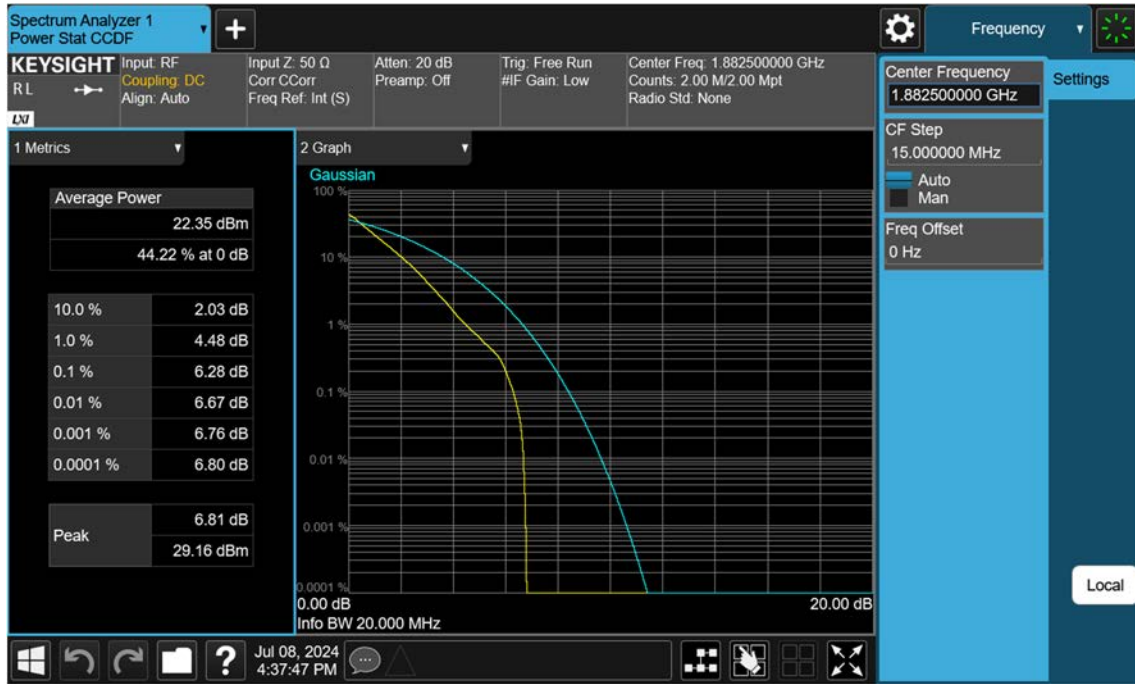 Spectrum Analyzer 1
Power Stat CCDF
Frequency
KEYSIGHT
RL
LXI
Input: RF
Coupling: DC
Align: Auto
Input Z: 50 Ω
Corr CCorr
Freq Ref: Int (S)
Atten: 20 dB
Preamp: Off
Trig: Free Run
#IF Gain: Low
Center Freq: 1.882500000 GHz
Counts: 2.00 M/2.00 Mpt
Radio Std: None
Center Frequency
1.882500000 GHz
Settings
CF Step
15.000000 MHz
Auto
Man
Freq Offset
0 Hz
Local
1 Metrics
Average Power
22.35 dBm
44.22 % at 0 dB
10.0 % 2.03 dB
1.0 % 4.48 dB
0.1 % 6.28 dB
0.01 % 6.67 dB
0.001 % 6.76 dB
0.0001 % 6.80 dB
Peak
6.81 dB
29.16 dBm
2 Graph
Gaussian
100 %
10 %
1 %
0.1 %
0.01 %
0.001 %
0.0001 %
0.00 dB 20.00 dB
Info BW 20.000 MHz
Jul 08, 2024
4:37:47 PM